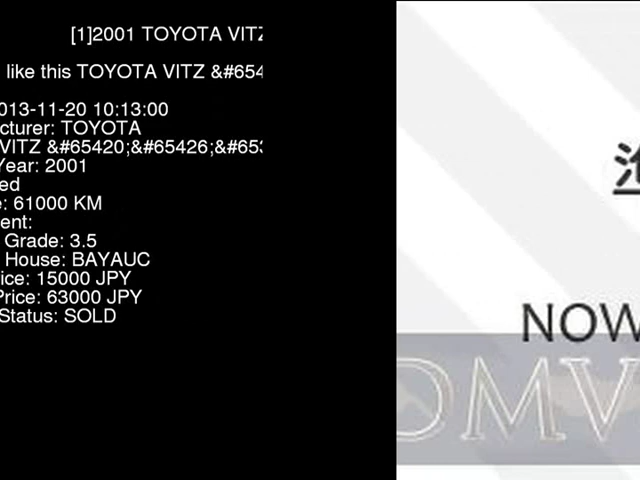 [1]2001 TOYOTA VITZ
like this TOYOTA VITZ &#654
013-11-20 10:13:00
cturer: TOYOTA
VITZ &#65420;&#65426;&#653
Year: 2001
ed
e: 61000 KM
ent:
Grade: 3.5
House: BAYAUC
ice: 15000 JPY
Price: 63000 JPY
Status: SOLD
NOW
DMV